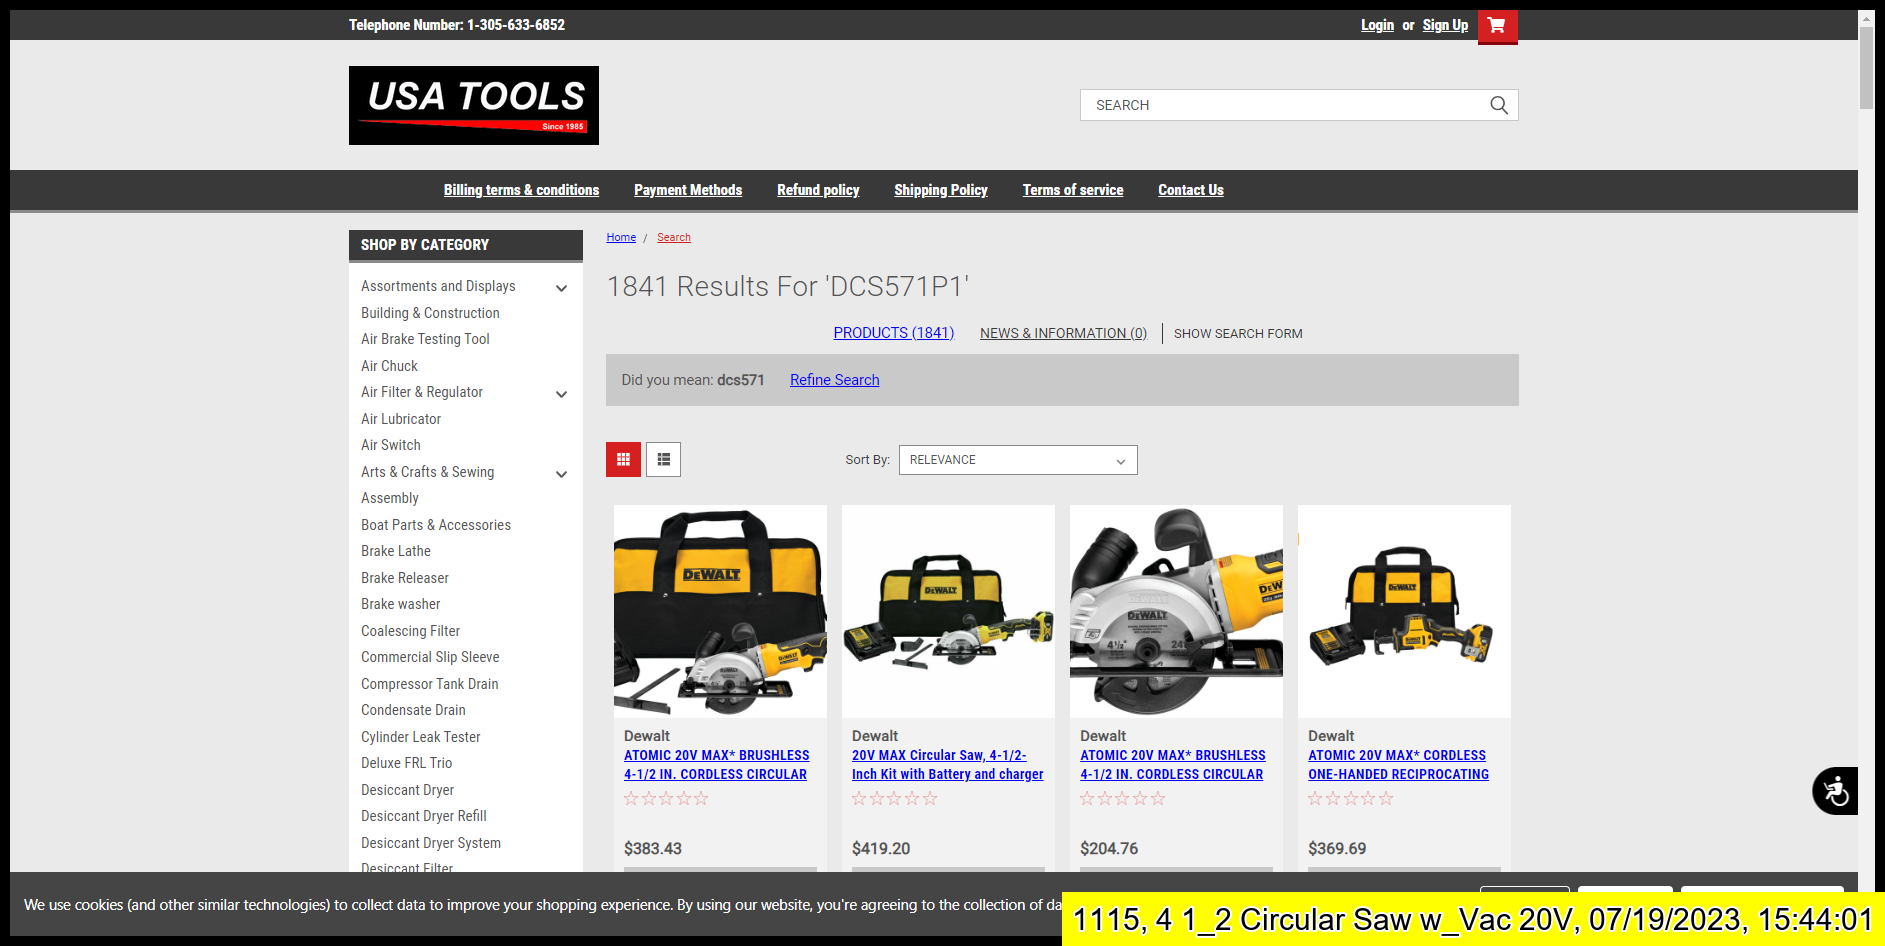 Telephone Number: 1-305-633-6852
Login or Sign Up
USA TOOLS
Since 1985
SEARCH
Billing terms & conditions Payment Methods Refund policy Shipping Policy Terms of service Contact Us
SHOP BY CATEGORY
Assortments and Displays
Building & Construction
Air Brake Testing Tool
Air Chuck
Air Filter & Regulator
Air Lubricator
Air Switch
Arts & Crafts & Sewing
Assembly
Boat Parts & Accessories
Brake Lathe
Brake Releaser
Brake washer
Coalescing Filter
Commercial Slip Sleeve
Compressor Tank Drain
Condensate Drain
Cylinder Leak Tester
Deluxe FRL Trio
Desiccant Dryer
Desiccant Dryer Refill
Desiccant Dryer System
Desiccant Filter
Home / Search
1841 Results For 'DCS571P1'
PRODUCTS (1841) NEWS & INFORMATION (0) SHOW SEARCH FORM
Did you mean: dcs571 Refine Search
Sort By: RELEVANCE
DEWALT
DEWALT
DEWALT
4 1/2"
DEWALT
Dewalt
ATOMIC 20V MAX* BRUSHLESS
4-1/2 IN. CORDLESS CIRCULAR
$383.43
Dewalt
20V MAX Circular Saw, 4-1/2-
Inch Kit with Battery and charger
$419.20
Dewalt
ATOMIC 20V MAX* BRUSHLESS
4-1/2 IN. CORDLESS CIRCULAR
$204.76
Dewalt
ATOMIC 20V MAX* CORDLESS
ONE-HANDED RECIPROCATING
$369.69
We use cookies (and other similar technologies) to collect data to improve your shopping experience. By using our website, you're agreeing to the collection of da
1115, 4 1_2 Circular Saw w_Vac 20V, 07/19/2023, 15:44:01